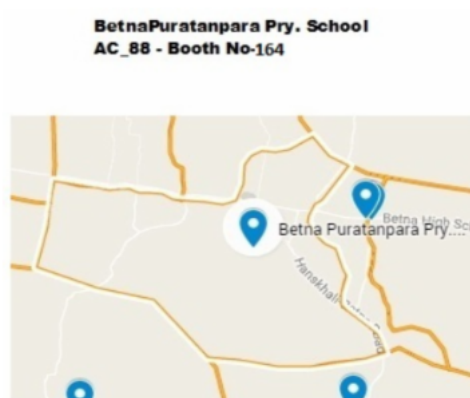 BetnaPuratanpara Pry. School
AC_88 - Booth No-164
Betna High Sc
Betna Puratanpara Pry....
Hanskhali